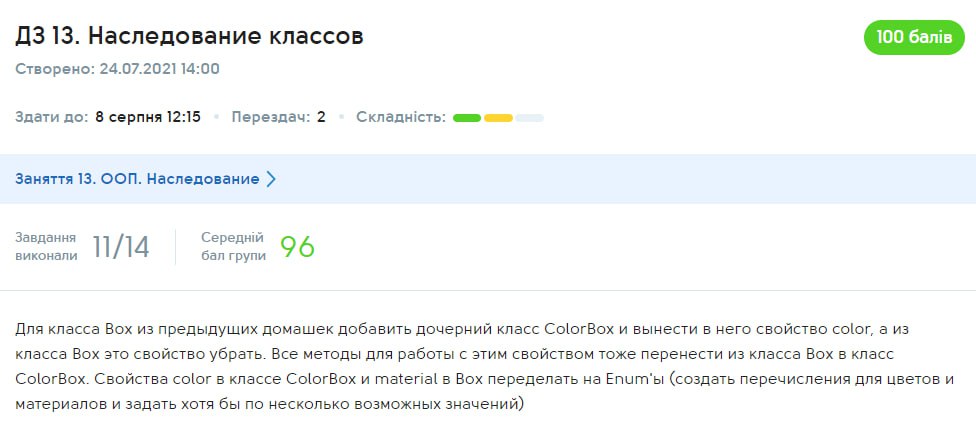 ДЗ 13. Наследование классов
100 балів
Створено: 24.07.2021 14:00
Здати до: 8 серпня 12:15 • Перездач: 2 • Складність:
Заняття 13. ООП. Наследование
Завдання виконали 11/14
Середній бал групи 96
Для класса Box из предыдущих домашек добавить дочерний класс ColorBox и вынести в него свойство color, а из
класса Box это свойство убрать. Все методы для работы с этим свойством тоже перенести из класса Box в класс
ColorBox. Свойства color в классе ColorBox и material в Box переделать на Enum'ы (создать перечисления для цветов и
материалов и задать хотя бы по несколько возможных значений)